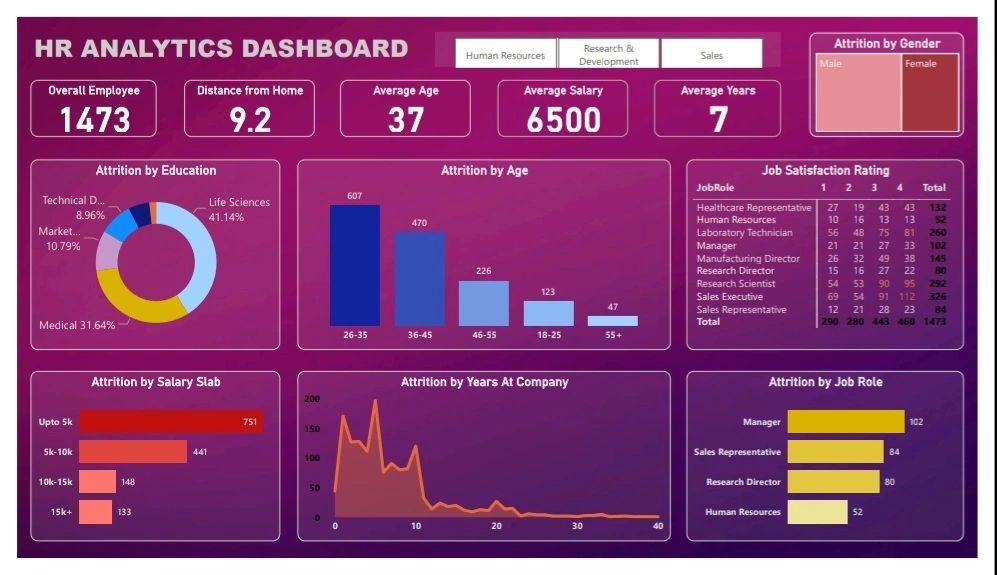 HR ANALYTICS DASHBOARD
Human Resources
Research &
Development
Sales
Attrition by Gender
Male
Female
Overall Employee
1473
Distance from Home
9.2
Average Age
37
Average Salary
6500
Average Years
7
Attrition by Education
Technical D...
8.96%
Life Sciences
41.14%
Market...
10.79%
Medical 31.64%
Attrition by Age
607
470
226
123
47
26-35 36-45 46-55 18-25 55+
Job Satisfaction Rating
JobRole 1 2 3 4 Total
Healthcare Representative 27 19 43 43 132
Human Resources 10 16 13 13 52
Laboratory Technician 56 48 75 81 260
Manager 21 21 27 33 102
Manufacturing Director 26 32 49 38 145
Research Director 15 16 27 22 80
Research Scientist 54 53 90 95 292
Sales Executive 69 54 91 112 326
Sales Representative 12 21 28 23 84
Total 290 280 443 460 1473
Attrition by Salary Slab
Upto 5k 751
5k-10k 441
10k-15k 148
15k+ 133
Attrition by Years At Company
200
150
100
50
0
0 10 20 30 40
Attrition by Job Role
Manager 102
Sales Representative 84
Research Director 80
Human Resources 52